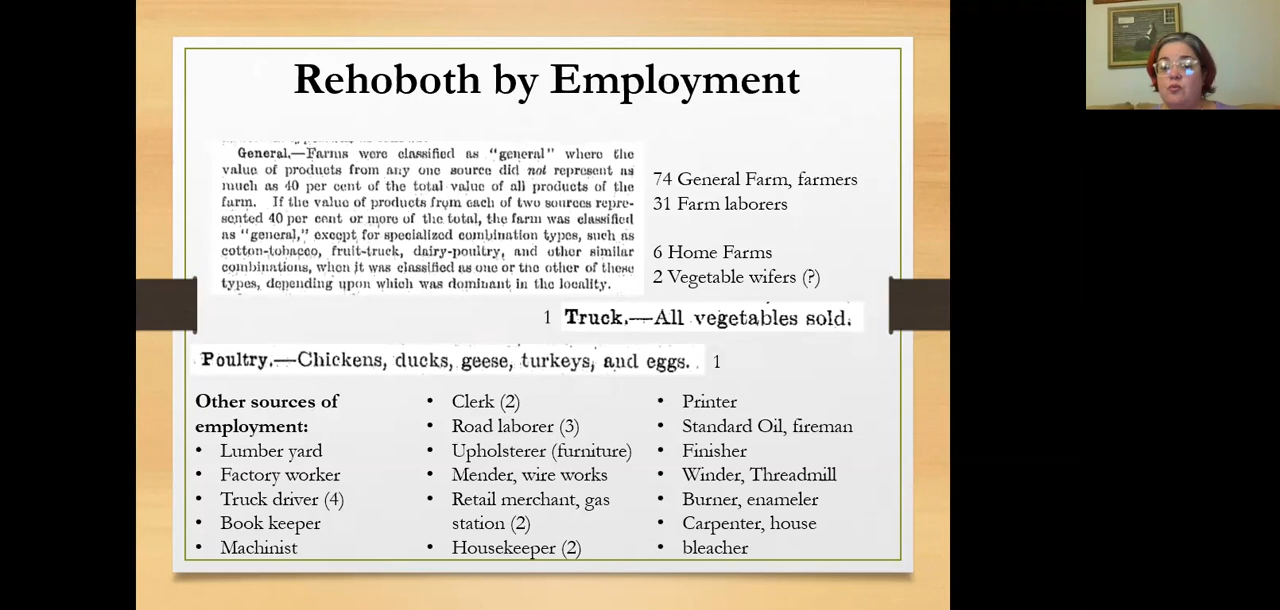 Rehoboth by Employment
General.—Farms were classified as "general" where the
value of products from any one source did not represent as
much as 40 per cent of the total value of all products of the
farm. If the value of products from each of two sources repre-
sented 40 per cent or more of the total, the farm was classified
as "general," except for specialized combination types, such as
cotton-tobacco, fruit-truck, dairy-poultry, and other similar
combinations, when it was classified as one or the other of these
types, depending upon which was dominant in the locality.
74 General Farm, farmers
31 Farm laborers
6 Home Farms
2 Vegetable wifers (?)
1 Truck.—All vegetables sold.
Poultry.—Chickens, ducks, geese, turkeys, and eggs. 1
Other sources of
employment:
• Lumber yard
• Factory worker
• Truck driver (4)
• Book keeper
• Machinist
• Clerk (2)
• Road laborer (3)
• Upholsterer (furniture)
• Mender, wire works
• Retail merchant, gas
station (2)
• Housekeeper (2)
• Printer
• Standard Oil, fireman
• Finisher
• Winder, Threadmill
• Burner, enameler
• Carpenter, house
• bleacher